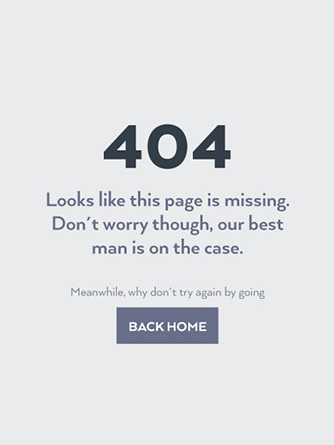 404
Looks like this page is missing.
Don't worry though, our best
man is on the case.
Meanwhile, why don't try again by going
BACK HOME